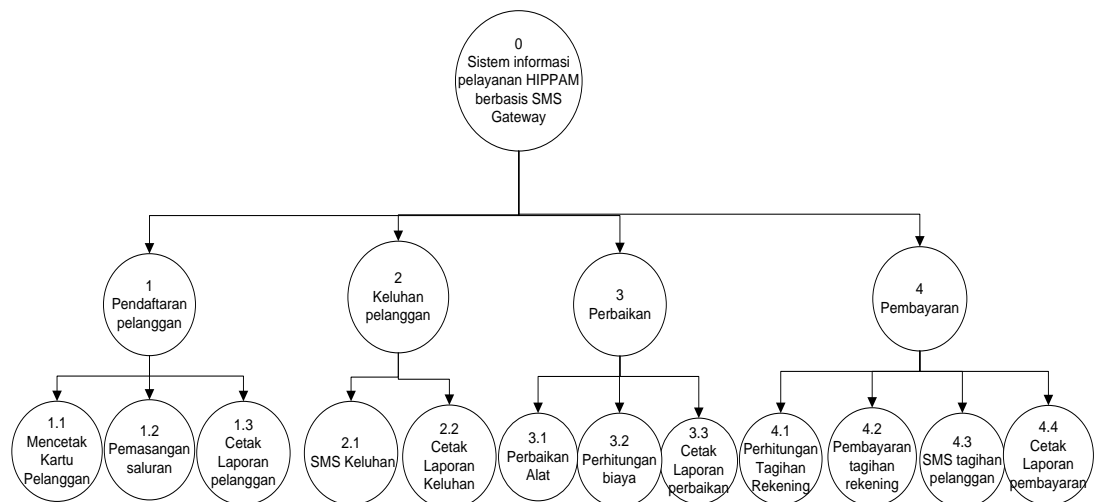 0
Sistem informasi
pelayanan HIPPAM
berbasis SMS
Gateway
1
Pendaftaran
pelanggan
2
Keluhan
pelanggan
3
Perbaikan
4
Pembayaran
1.1
Mencetak
Kartu
Pelanggan
1.2
Pemasangan
saluran
1.3
Cetak
Laporan
pelanggan
2.1
SMS Keluhan
2.2
Cetak
Laporan
Keluhan
3.1
Perbaikan
Alat
3.2
Perhitungan
biaya
3.3
Cetak
Laporan
perbaikan
4.1
Perhitungan
Tagihan
Rekening
4.2
Pembayaran
tagihan
rekening
4.3
SMS tagihan
pelanggan
4.4
Cetak
Laporan
pembayaran